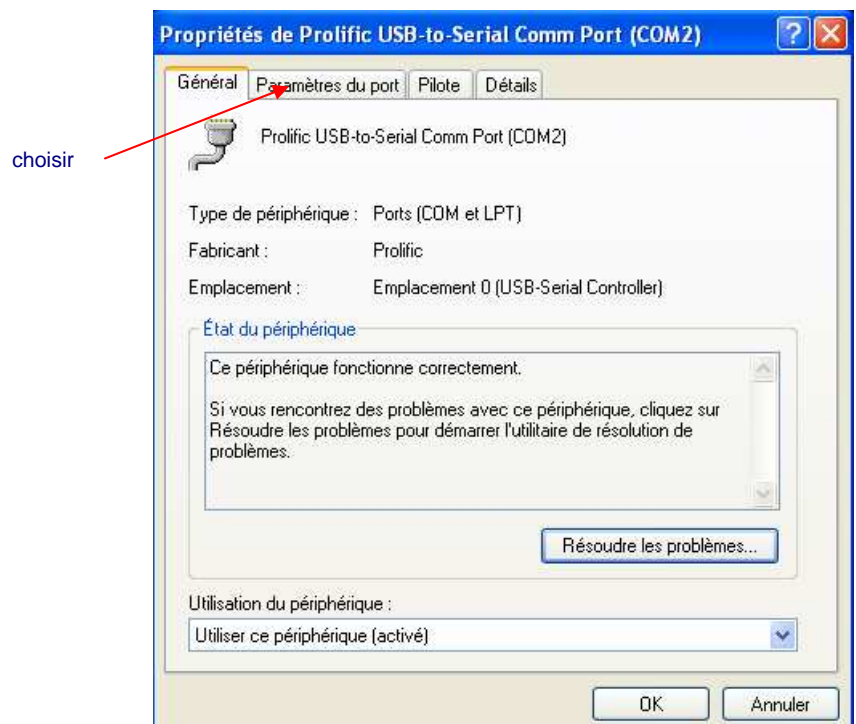 Propriétés de Prolific USB-to-Serial Comm Port (COM2)
Général Paramètres du port Pilote Détails
Prolific USB-to-Serial Comm Port (COM2)
choisir
Type de périphérique : Ports (COM et LPT)
Fabricant : Prolific
Emplacement : Emplacement 0 (USB-Serial Controller)
État du périphérique
Ce périphérique fonctionne correctement.
Si vous rencontrez des problèmes avec ce périphérique, cliquez sur
Résoudre les problèmes pour démarrer l'utilitaire de résolution de
problèmes.
Résoudre les problèmes...
Utilisation du périphérique :
Utiliser ce périphérique (activé)
OK Annuler